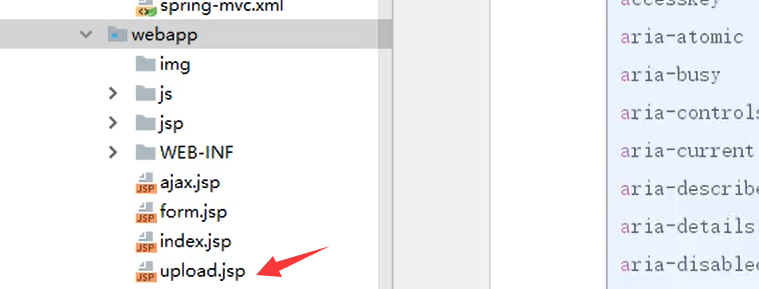 spring-mvc.xml
webapp
img
js
jsp
WEB-INF
JSP ajax.jsp
JSP form.jsp
JSP index.jsp
JSP upload.jsp
accesskey
aria-atomic
aria-busy
aria-controls
aria-current
aria-describe
aria-details
aria-disabled